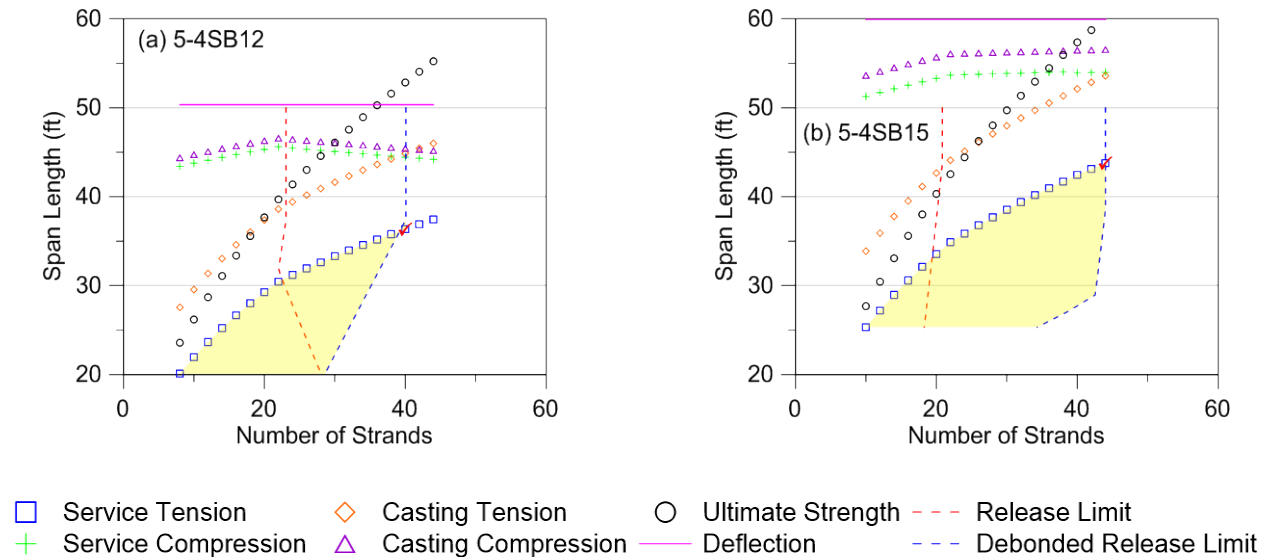 60
(a) 5-4SB12
50
40
30
20
Span Length (ft)
0
20
40
60
Number of Strands
60
50
(b) 5-4SB15
40
30
20
Span Length (ft)
0
20
40
60
Number of Strands
Service Tension
Casting Tension
Ultimate Strength
Release Limit
Service Compression
Casting Compression
Deflection
Debonded Release Limit